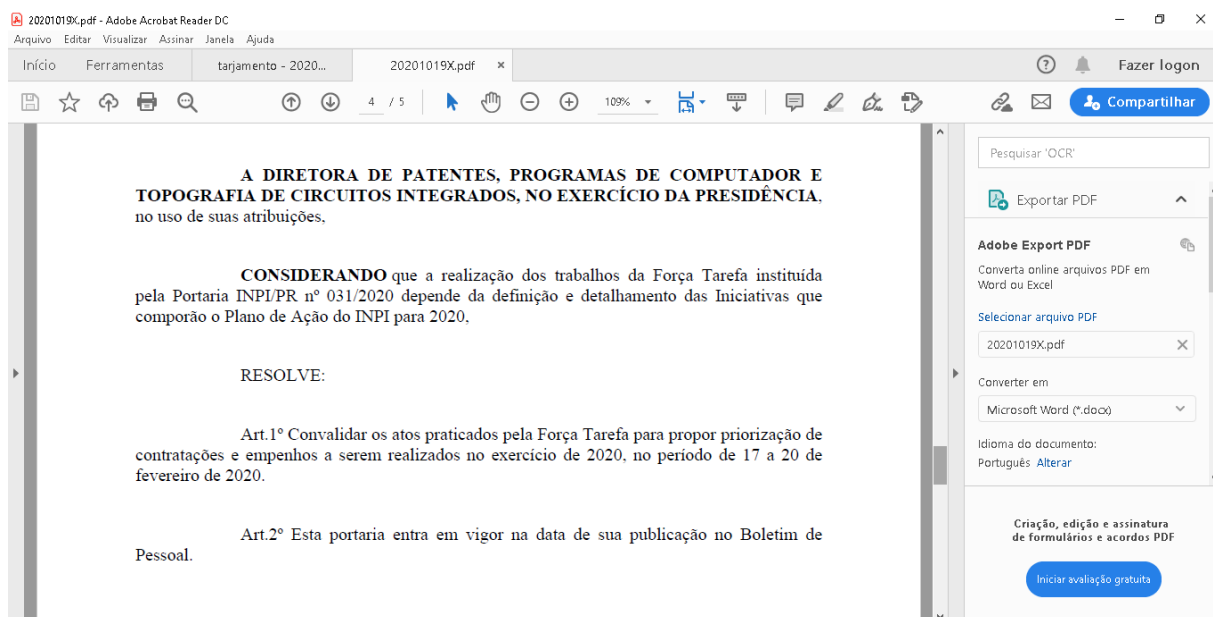 20201019X.pdf - Adobe Acrobat Reader DC
Arquivo Editar Visualizar Assinar Janela Ajuda
Início Ferramentas tarjamento - 2020... 20201019X.pdf × Fazer logon
4 / 5 109% Compartilhar
A DIRETORA DE PATENTES, PROGRAMAS DE COMPUTADOR E
TOPOGRAFIA DE CIRCUITOS INTEGRADOS, NO EXERCÍCIO DA PRESIDÊNCIA,
no uso de suas atribuições,
CONSIDERANDO que a realização dos trabalhos da Força Tarefa instituída
pela Portaria INPI/PR nº 031/2020 depende da definição e detalhamento das Iniciativas que
comporão o Plano de Ação do INPI para 2020,
RESOLVE:
Art.1º Convalidar os atos praticados pela Força Tarefa para propor priorização de
contratações e empenhos a serem realizados no exercício de 2020, no período de 17 a 20 de
fevereiro de 2020.
Art.2º Esta portaria entra em vigor na data de sua publicação no Boletim de
Pessoal.
Pesquisar 'OCR'
Exportar PDF
Adobe Export PDF
Converta online arquivos PDF em
Word ou Excel
Selecionar arquivo PDF
20201019X.pdf
Converter em
Microsoft Word (*.docx)
Idioma do documento:
Português Alterar
Criação, edição e assinatura
de formulários e acordos PDF
Iniciar avaliação gratuita